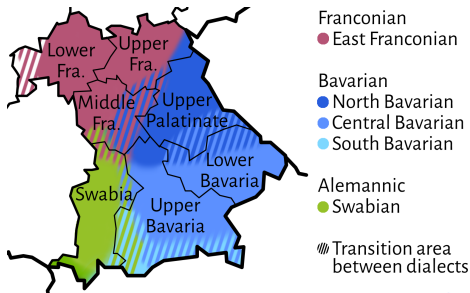 Lower
Fra.
Upper
Fra.
Middle
Fra.
Upper
Palatinate
Lower
Bavaria
Swabia
Upper
Bavaria
Franconian
East Franconian
Bavarian
North Bavarian
Central Bavarian
South Bavarian
Alemannic
Swabian
Transition area
between dialects